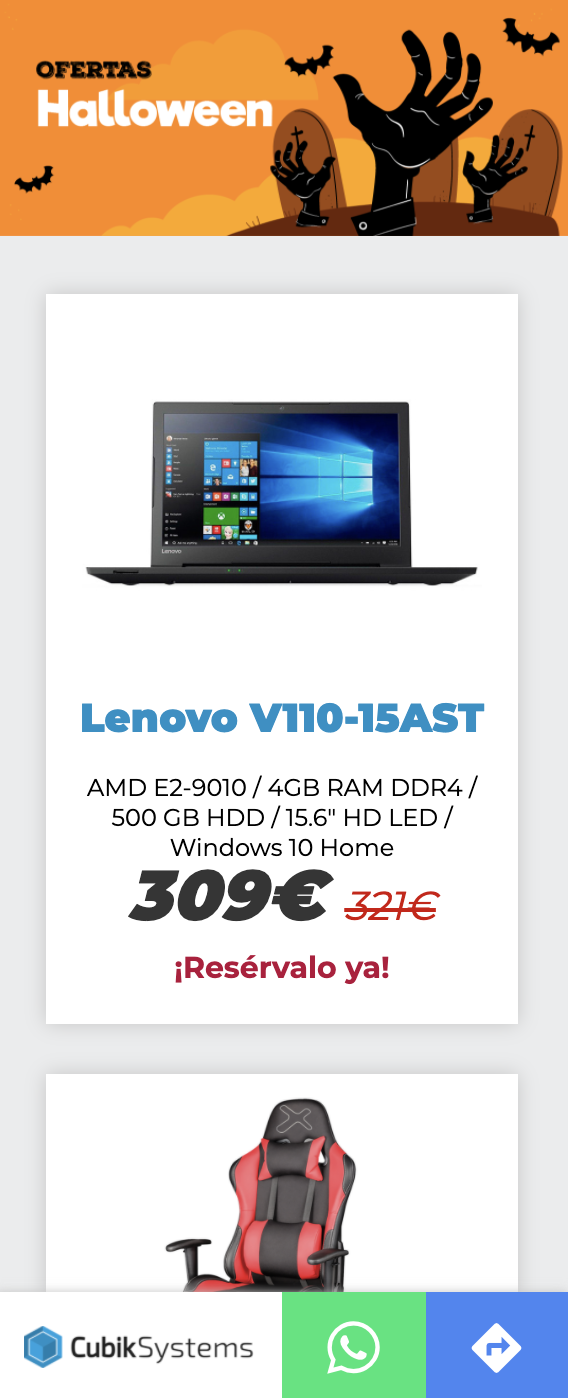 OFERTAS
Halloween
Lenovo
Lenovo V110-15AST
AMD E2-9010 / 4GB RAM DDR4 /
500 GB HDD / 15.6" HD LED /
Windows 10 Home
309€ 321€
¡Resérvalo ya!
CubikSystems